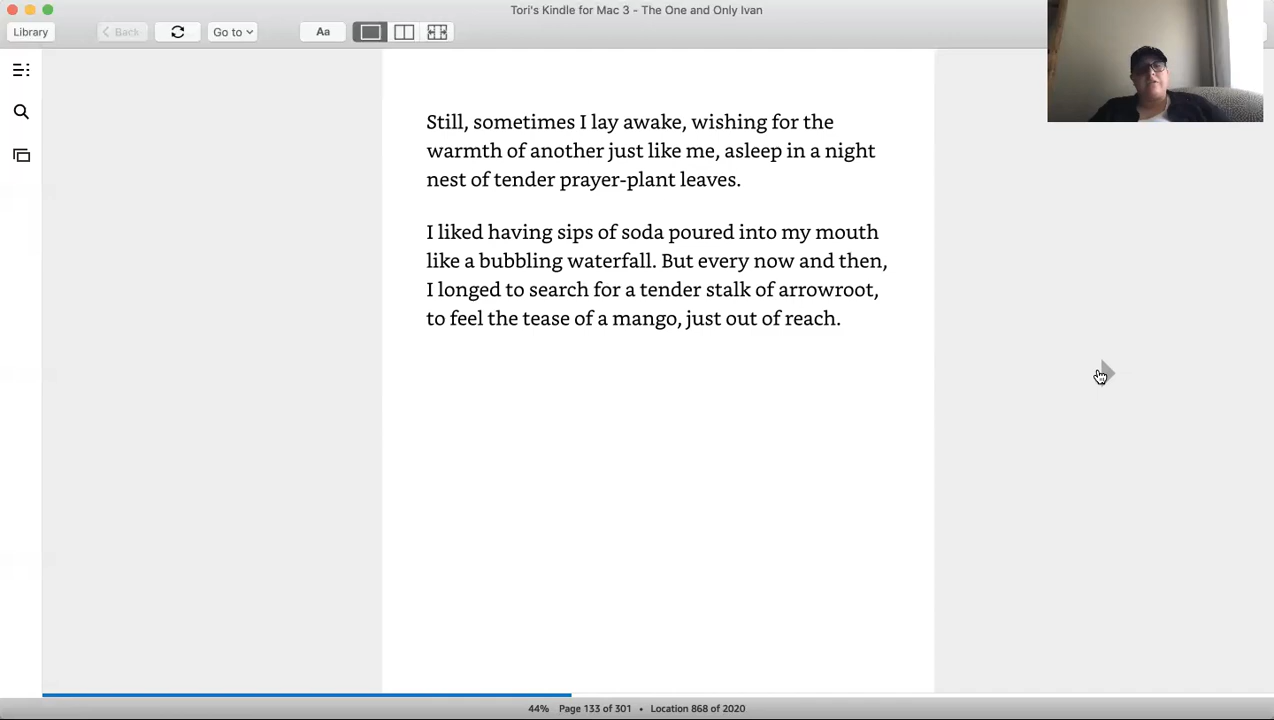 Tori's Kindle for Mac 3 - The One and Only Ivan
Library
Back
Go to
Aa
Still, sometimes I lay awake, wishing for the
warmth of another just like me, asleep in a night
nest of tender prayer-plant leaves.
I liked having sips of soda poured into my mouth
like a bubbling waterfall. But every now and then,
I longed to search for a tender stalk of arrowroot,
to feel the tease of a mango, just out of reach.
44% Page 133 of 301 • Location 868 of 2020